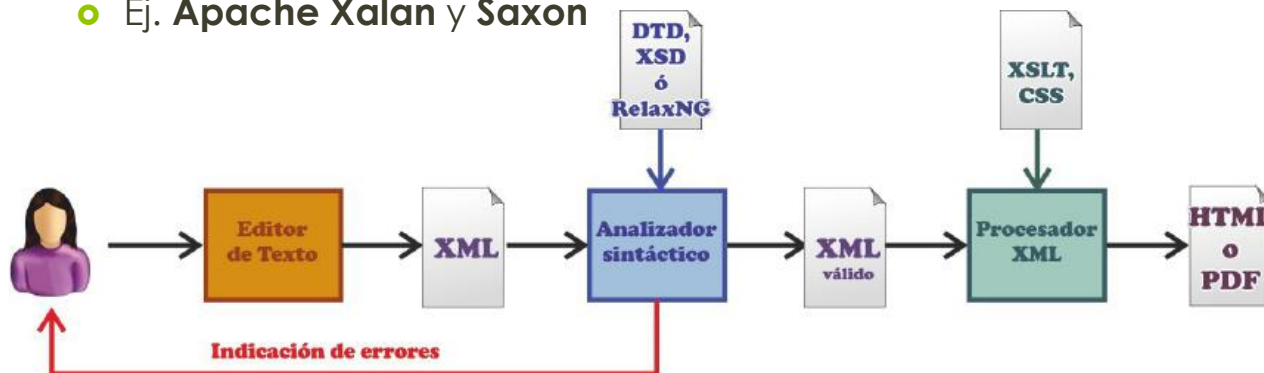 Ej. Apache Xalan y Saxon
DTD,
XSD
ó
RelaxNG
XSLT,
CSS
Editor
de Texto
XML
Analizador
sintáctico
XML
válido
Procesador
XML
HTML
o
PDF
Indicación de errores